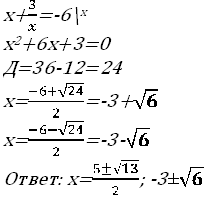 x+3/x=-6\x
x²+6x+3=0
Д=36-12=24
x=(-6+√24)/2=-3+√6
x=(-6-√24)/2=-3-√6
Ответ: x=(5±√13)/2; -3±√6